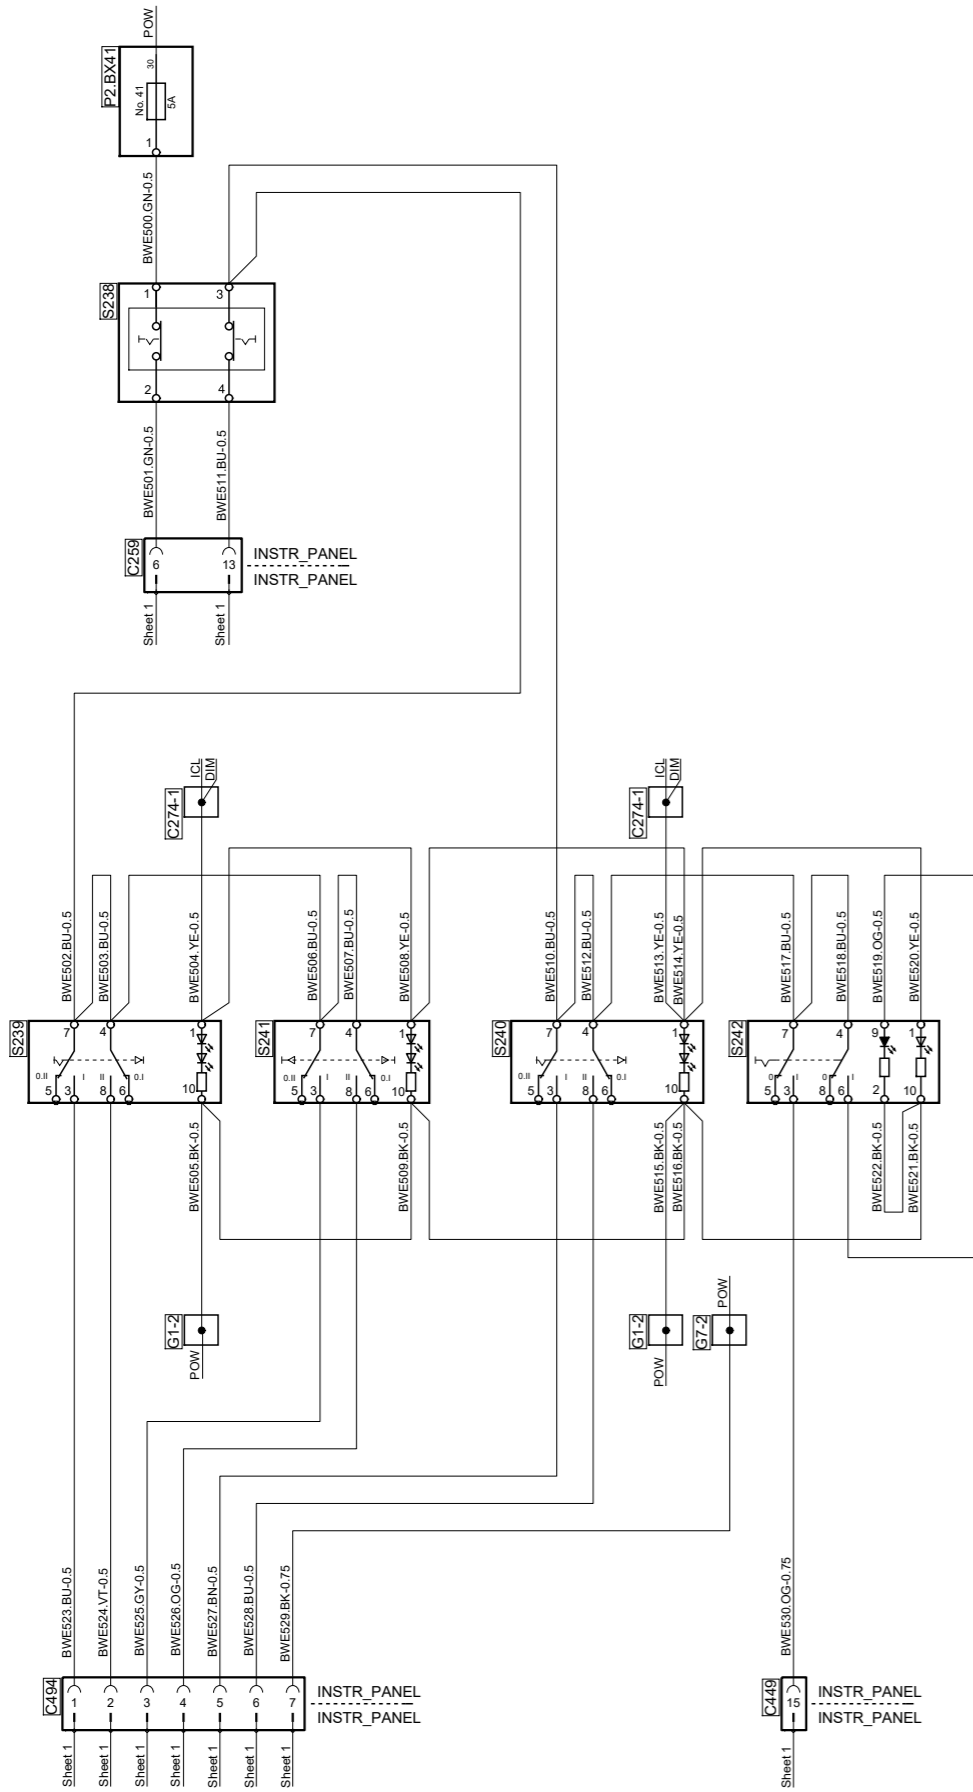 POW
P2.BX41
30
No. 41
5A
1
BWE500.GN-0.5
S238
1
3
2
4
BWE501.GN-0.5
BWE511.BU-0.5
C259
6
13
INSTR_PANEL
INSTR_PANEL
Sheet 1
Sheet 1
C274-1
ICL
DIM
C274-1
ICL
DIM
BWE502.BU-0.5
BWE503.BU-0.5
BWE504.YE-0.5
BWE506.BU-0.5
BWE507.BU-0.5
BWE508.YE-0.5
BWE510.BU-0.5
BWE512.BU-0.5
BWE513.YE-0.5
BWE514.YE-0.5
BWE517.BU-0.5
BWE518.BU-0.5
BWE519.OG-0.5
BWE520.YE-0.5
S239
7
4
1
0.II
I
II
0.I
5
3
8
6
10
S241
7
4
1
0.II
I
II
0.I
5
3
8
6
10
S240
7
4
1
0.II
I
II
0.I
5
3
8
6
10
S242
7
4
9
1
0
I
0
I
5
3
8
6
2
10
BWE505.BK-0.5
BWE509.BK-0.5
BWE515.BK-0.5
BWE516.BK-0.5
BWE522.BK-0.5
BWE521.BK-0.5
G1-2
POW
G1-2
POW
G7-2
POW
BWE523.BU-0.5
BWE524.VT-0.5
BWE525.GY-0.5
BWE526.OG-0.5
BWE527.BN-0.5
BWE528.BU-0.5
BWE529.BK-0.75
BWE530.OG-0.75
C494
1
2
3
4
5
6
7
INSTR_PANEL
INSTR_PANEL
C449
15
INSTR_PANEL
INSTR_PANEL
Sheet 1
Sheet 1
Sheet 1
Sheet 1
Sheet 1
Sheet 1
Sheet 1
Sheet 1